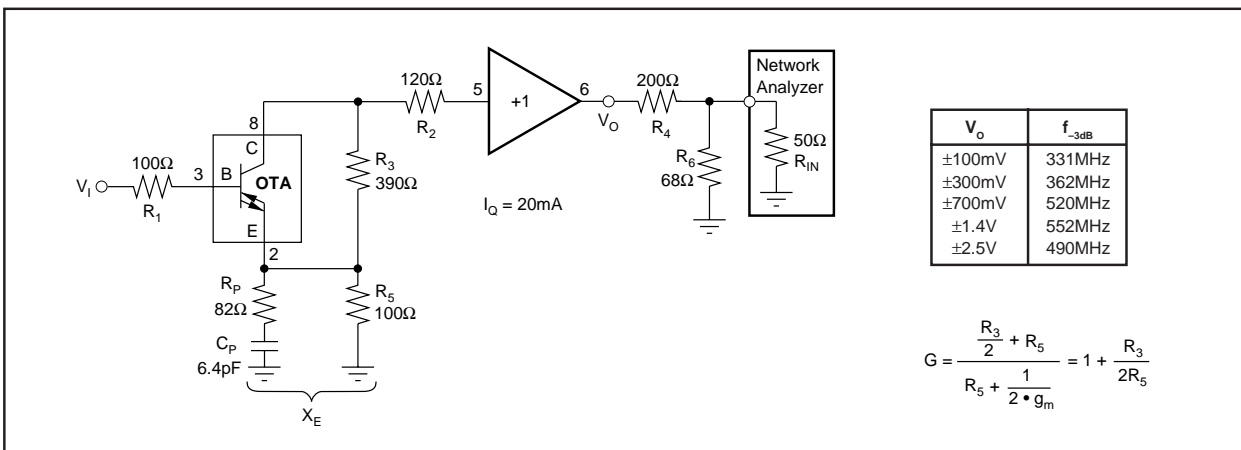 100Ω
R1
VI
3
B
8
C
OTA
E
2
RP
82Ω
CP
6.4pF
XE
R3
390Ω
R5
100Ω
120Ω
R2
5
+1
6
VO
IQ = 20mA
200Ω
R4
R6
68Ω
Network
Analyzer
50Ω
RIN
VO f–3dB
±100mV 331MHz
±300mV 362MHz
±700mV 520MHz
±1.4V 552MHz
±2.5V 490MHz
G = (R3/2 + R5) / (R5 + 1/(2 • gm)) = 1 + R3/2R5